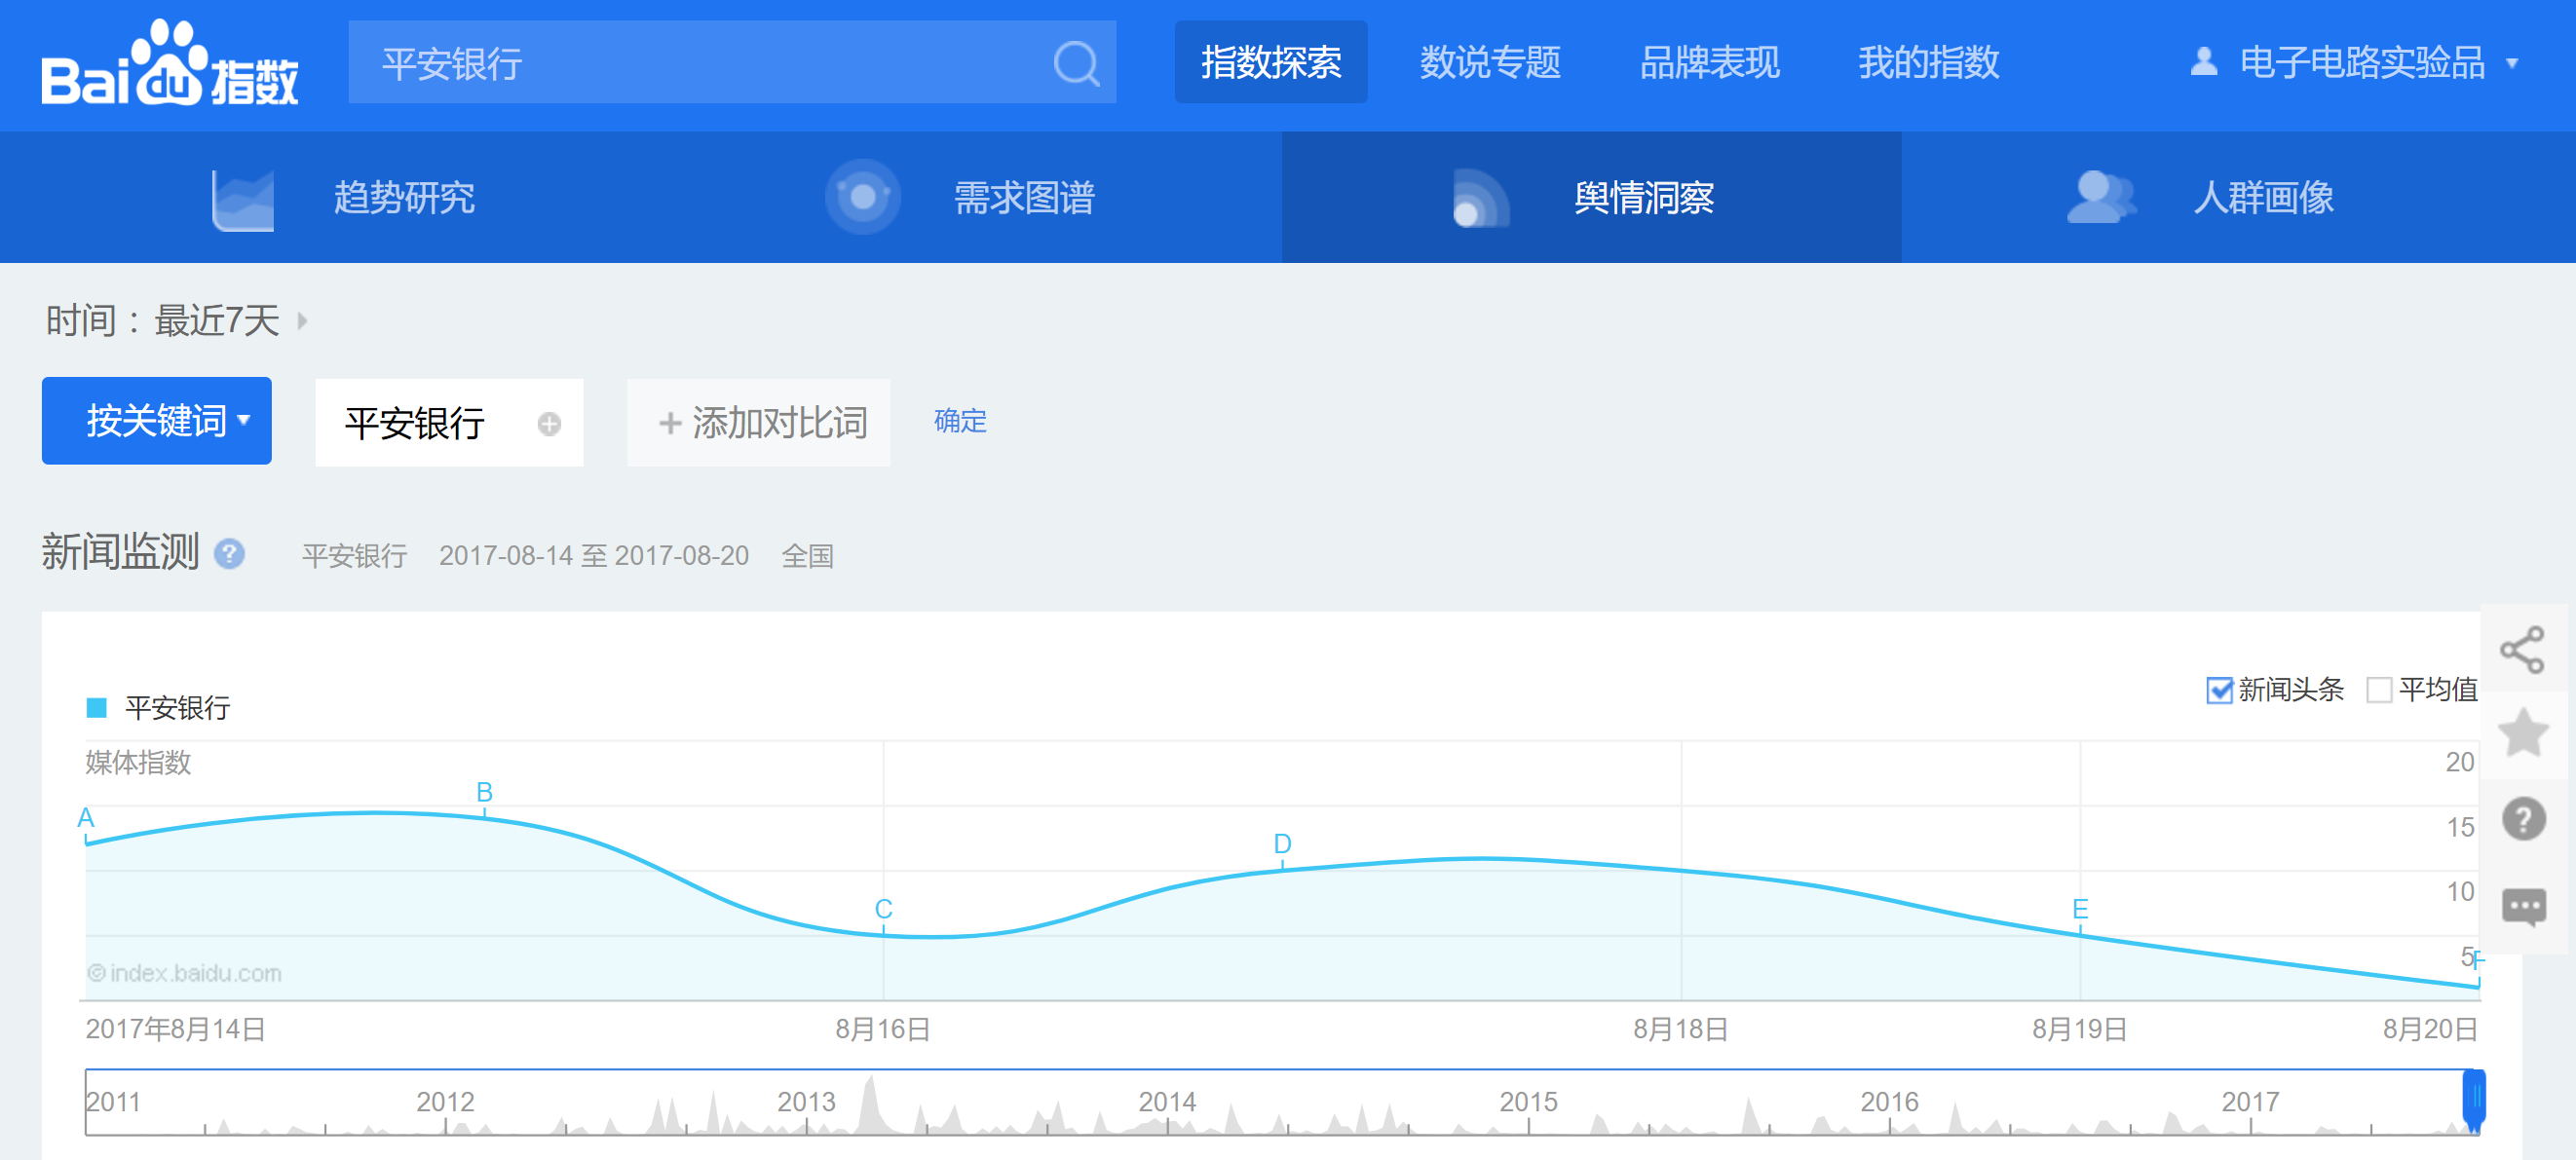 Bai du 指数 平安银行 指数探索 数说专题 品牌表现 我的指数 电子电路实验品
趋势研究 需求图谱 舆情洞察 人群画像
时间：最近7天
按关键词 平安银行 + 添加对比词 确定
新闻监测 ? 平安银行 2017-08-14 至 2017-08-20 全国
新闻头条 平均值
平安银行
媒体指数 20
B
A
15
D
10
C E
5 F
© index.baidu.com
2017年8月14日 8月16日 8月18日 8月19日 8月20日
2011 2012 2013 2014 2015 2016 2017